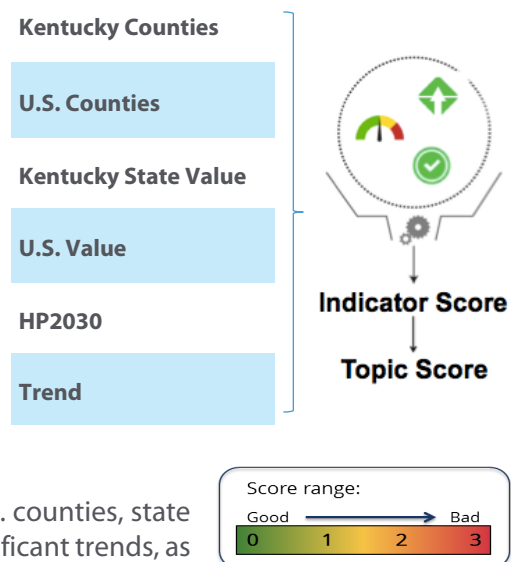 Kentucky Counties
U.S. Counties
Kentucky State Value
U.S. Value
HP2030
Trend
Indicator Score
Topic Score
. counties, state
ficant trends, as
Score range:
Good Bad
0 1 2 3